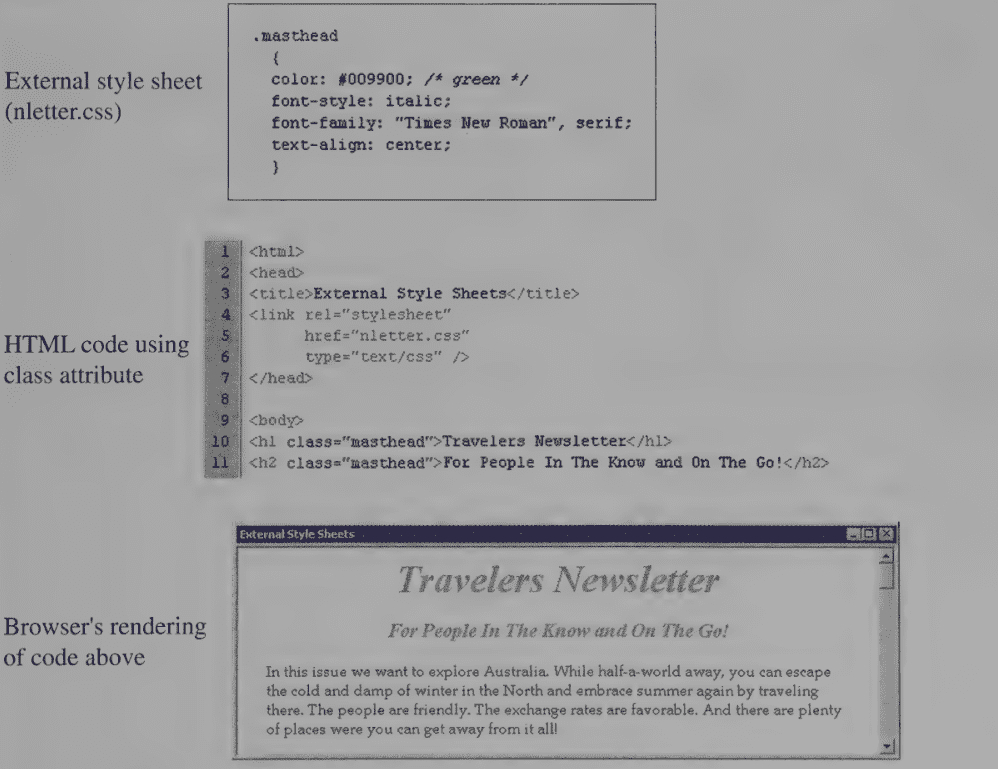 External style sheet
(nletter.css)
.masthead
{
color: #009900; /* green */
font-style: italic;
font-family: "Times New Roman", serif;
text-align: center;
}
HTML code using
class attribute
1 <html>
2 <head>
3 <title>External Style Sheets</title>
4 <link rel="stylesheet"
5 href="nletter.css"
6 type="text/css" />
7 </head>
8
9 <body>
10 <h1 class="masthead">Travelers Newsletter</h1>
11 <h2 class="masthead">For People In The Know and On The Go!</h2>
Browser's rendering
of code above
External Style Sheets
Travelers Newsletter
For People In The Know and On The Go!
In this issue we want to explore Australia. While half-a-world away, you can escape
the cold and damp of winter in the North and embrace summer again by traveling
there. The people are friendly. The exchange rates are favorable. And there are plenty
of places were you can get away from it all!